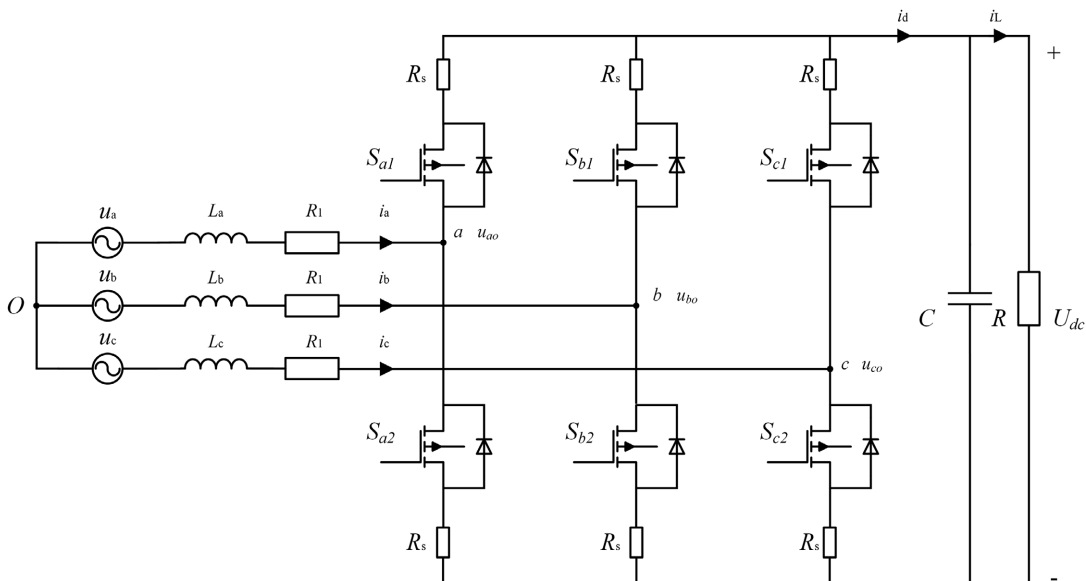 id iL
+
Rs Rs Rs
Sa1 Sb1 Sc1
ua La R1 ia a uao
ub Lb R1 ib b ubo
O
C R Udc
uc Lc R1 ic c uco
Sa2 Sb2 Sc2
Rs Rs Rs
-